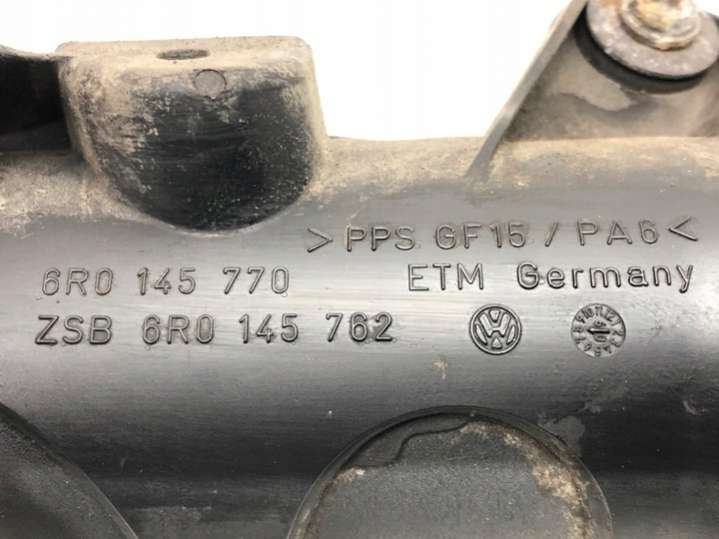 >PPS GF15 / PA6<
6R0 145 770 ETM Germany
ZSB 6R0 145 762